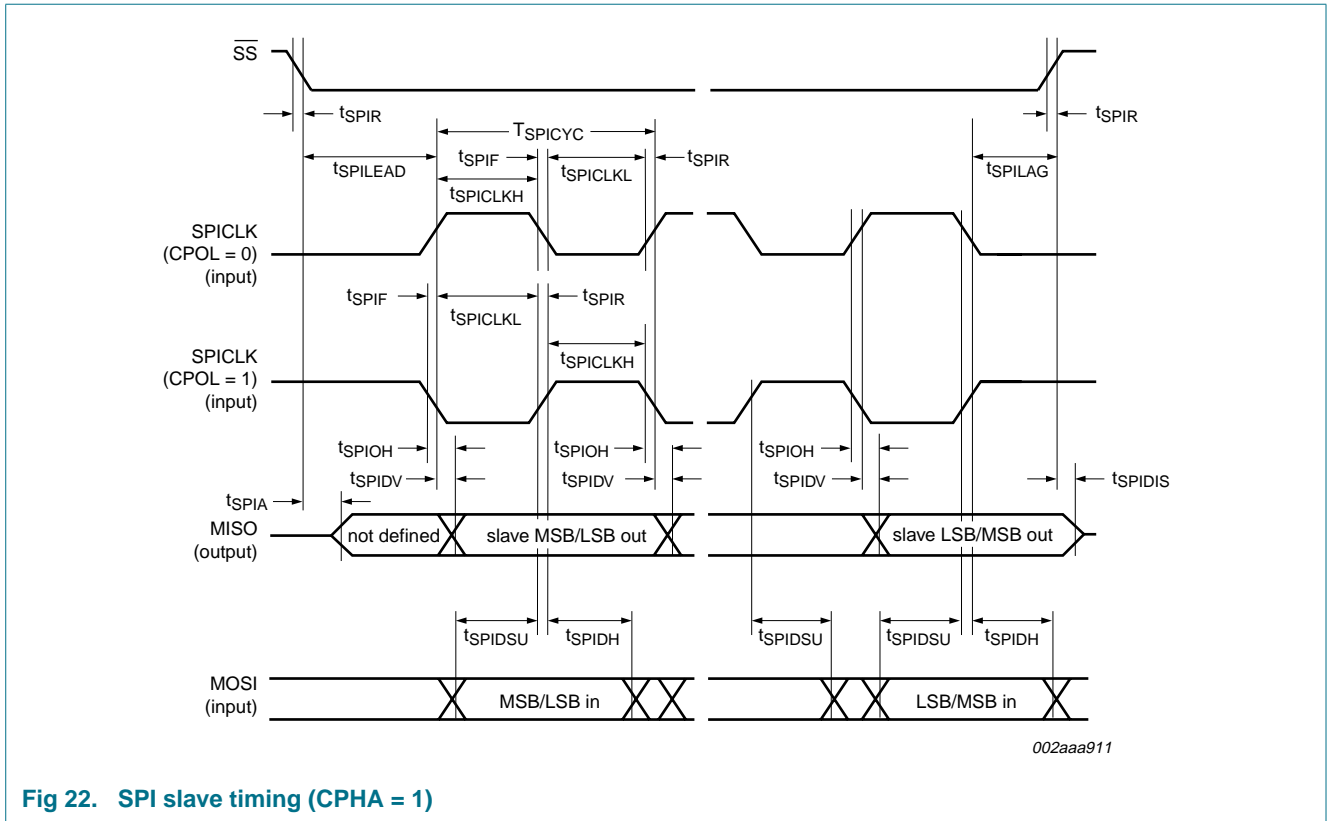 SS
tSPIR
tSPIR
TSPICYC
tSPIF
tSPIR
tSPILEAD
tSPICLKL
tSPILAG
tSPICLKH
SPICLK
(CPOL = 0)
(input)
tSPIF
tSPIR
tSPICLKL
tSPICLKH
SPICLK
(CPOL = 1)
(input)
tSPIOH
tSPIOH
tSPIOH
tSPIDV
tSPIDV
tSPIDV
tSPIDIS
tSPIA
MISO
(output)
not defined
slave MSB/LSB out
slave LSB/MSB out
tSPIDSU
tSPIDH
tSPIDSU
tSPIDSU
tSPIDH
MOSI
(input)
MSB/LSB in
LSB/MSB in
002aaa911
Fig 22. SPI slave timing (CPHA = 1)